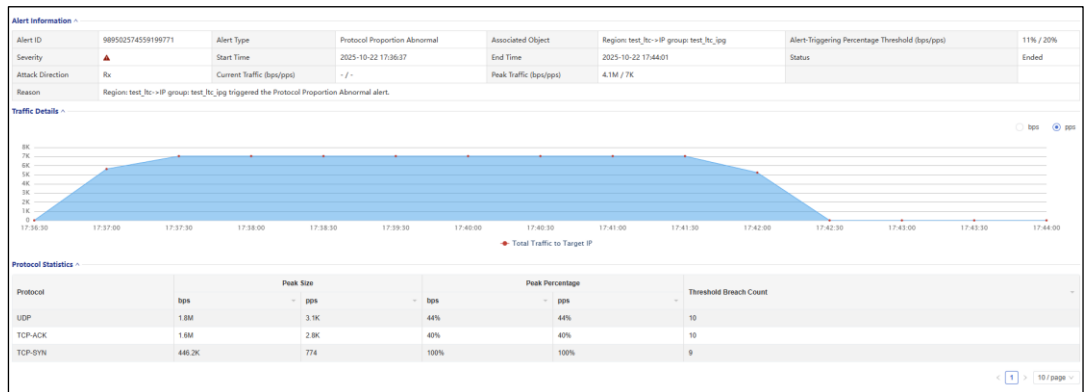 Alert Information
Alert ID 989502574559199771 Alert Type Protocol Proportion Abnormal Associated Object Region: test_ltc->IP group: test_ltc_ipg Alert-Triggering Percentage Threshold (bps/pps) 11% / 20%
Severity Start Time 2025-10-22 17:36:37 End Time 2025-10-22 17:44:01 Status Ended
Attack Direction Rx Current Traffic (bps/pps) - / - Peak Traffic (bps/pps) 4.1M / 7K
Reason Region: test_ltc->IP group: test_ltc_ipg triggered the Protocol Proportion Abnormal alert.
Traffic Details
bps pps
8K
7K
6K
5K
4K
3K
2K
1K
0
17:36:30 17:37:00 17:37:30 17:38:00 17:38:30 17:39:30 17:40:00 17:40:30 17:41:00 17:41:30 17:42:00 17:42:30 17:43:00 17:43:30 17:44:00
Total Traffic to Target IP
Protocol Statistics
Protocol Peak Size Peak Percentage Threshold Breach Count
bps pps bps pps
UDP 1.8M 3.1K 44% 44% 10
TCP-ACK 1.6M 2.8K 40% 40% 10
TCP-SYN 446.2K 774 100% 100% 9
< 1 > 10 / page